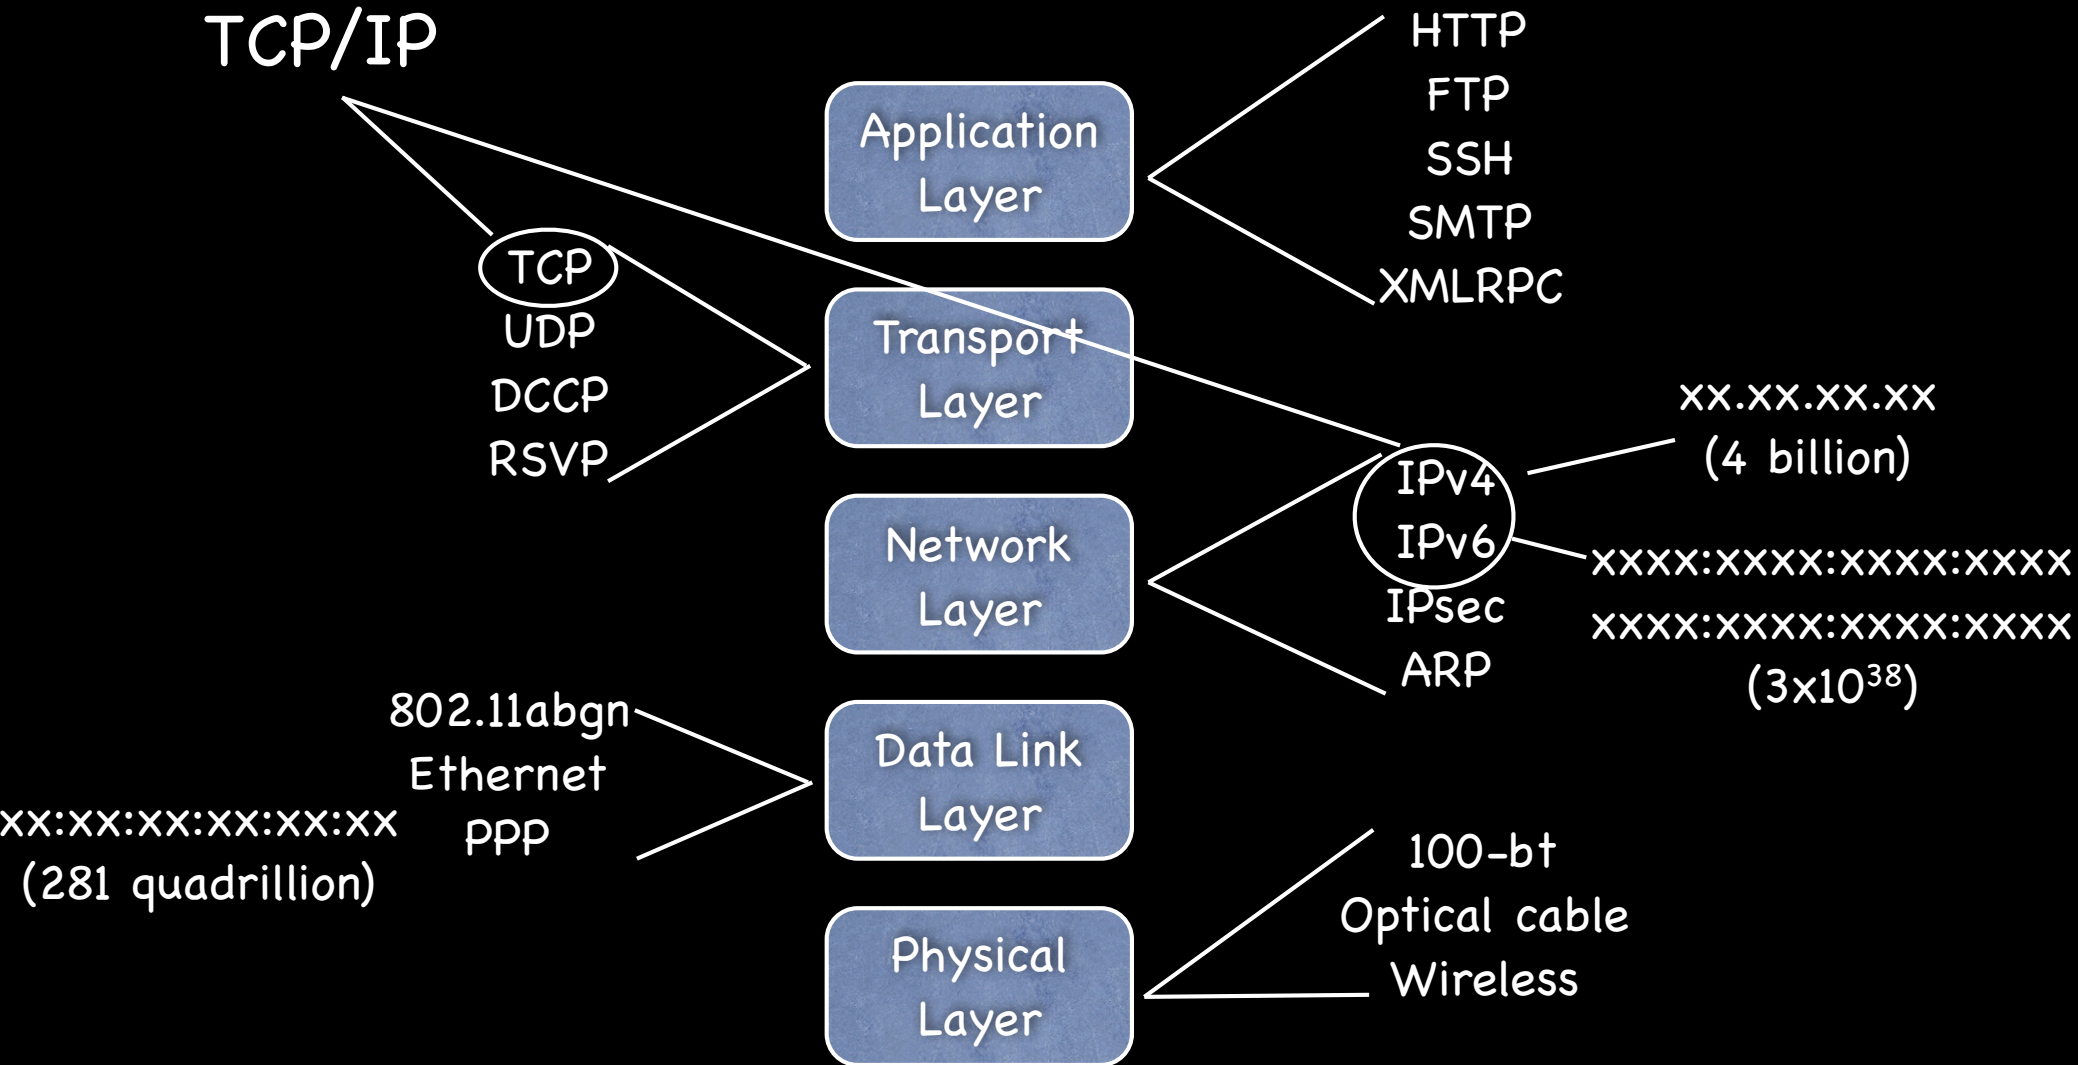 TCP/IP
Application
Layer
HTTP
FTP
SSH
SMTP
XMLRPC
TCP
UDP
DCCP
RSVP
Transport
Layer
Network
Layer
IPv4
IPv6
IPsec
ARP
xx.xx.xx.xx
(4 billion)
xxxx:xxxx:xxxx:xxxx
xxxx:xxxx:xxxx:xxxx
(3x10³⁸)
802.11abgn
Ethernet
PPP
xx:xx:xx:xx:xx:xx
(281 quadrillion)
Data Link
Layer
Physical
Layer
100-bt
Optical cable
Wireless